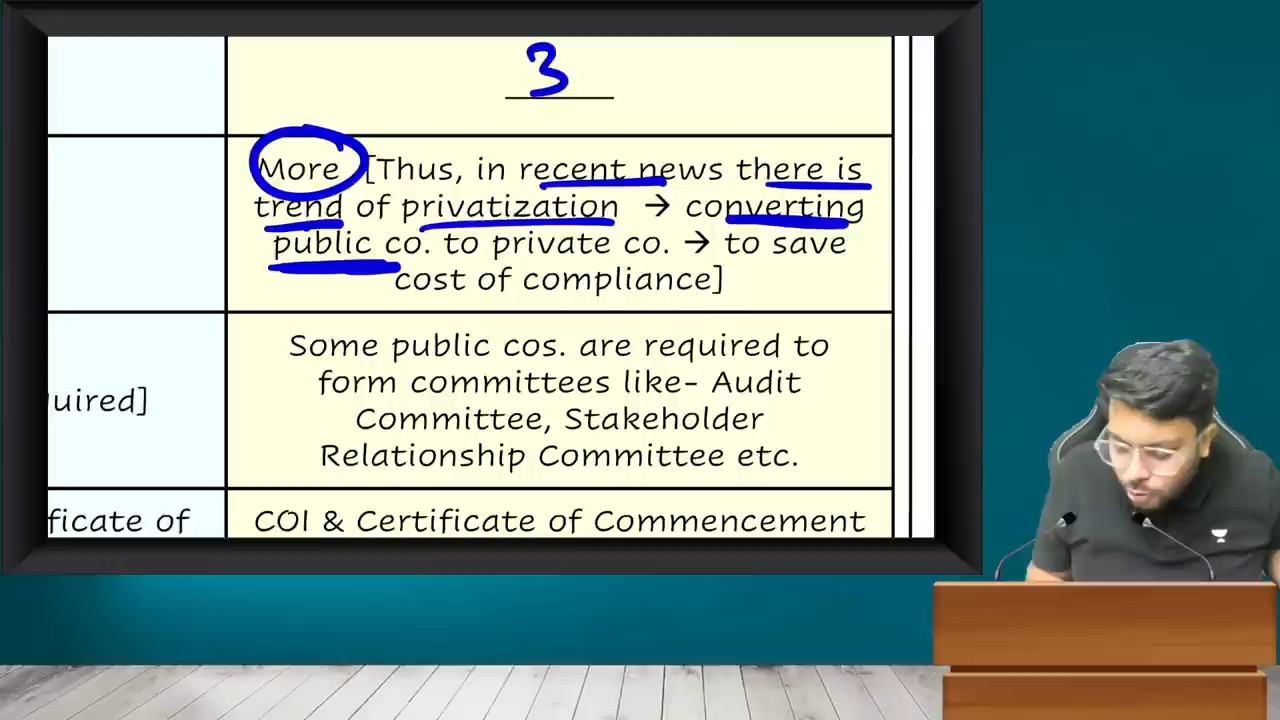 3
More [Thus, in recent news there is
trend of privatization → converting
public co. to private co. → to save
cost of compliance]
uired]
Some public cos. are required to
form committees like- Audit
Committee, Stakeholder
Relationship Committee etc.
ficate of
COI & Certificate of Commencement